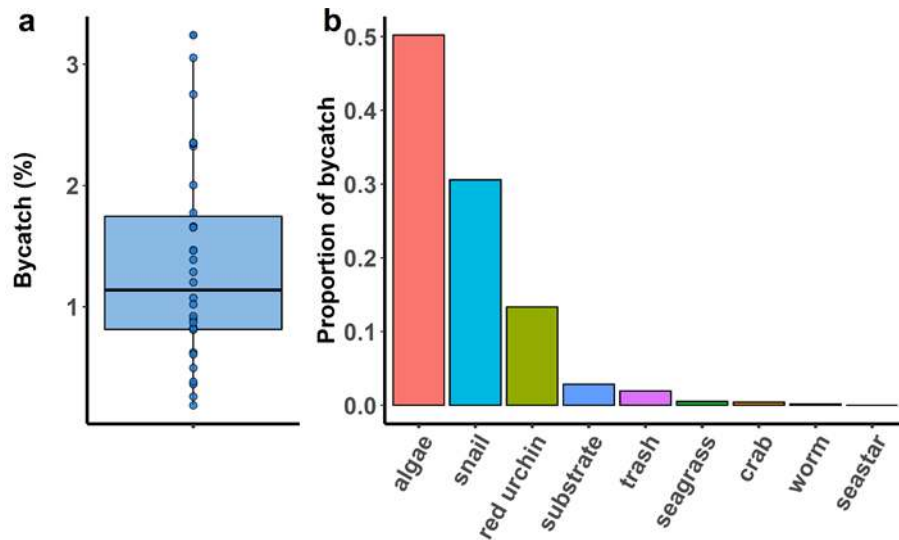 a
Bycatch (%)
3
2
1
b
Proportion of bycatch
0.5
0.4
0.3
0.2
0.1
0.0
algae
snail
red urchin
substrate
trash
seagrass
crab
worm
seastar